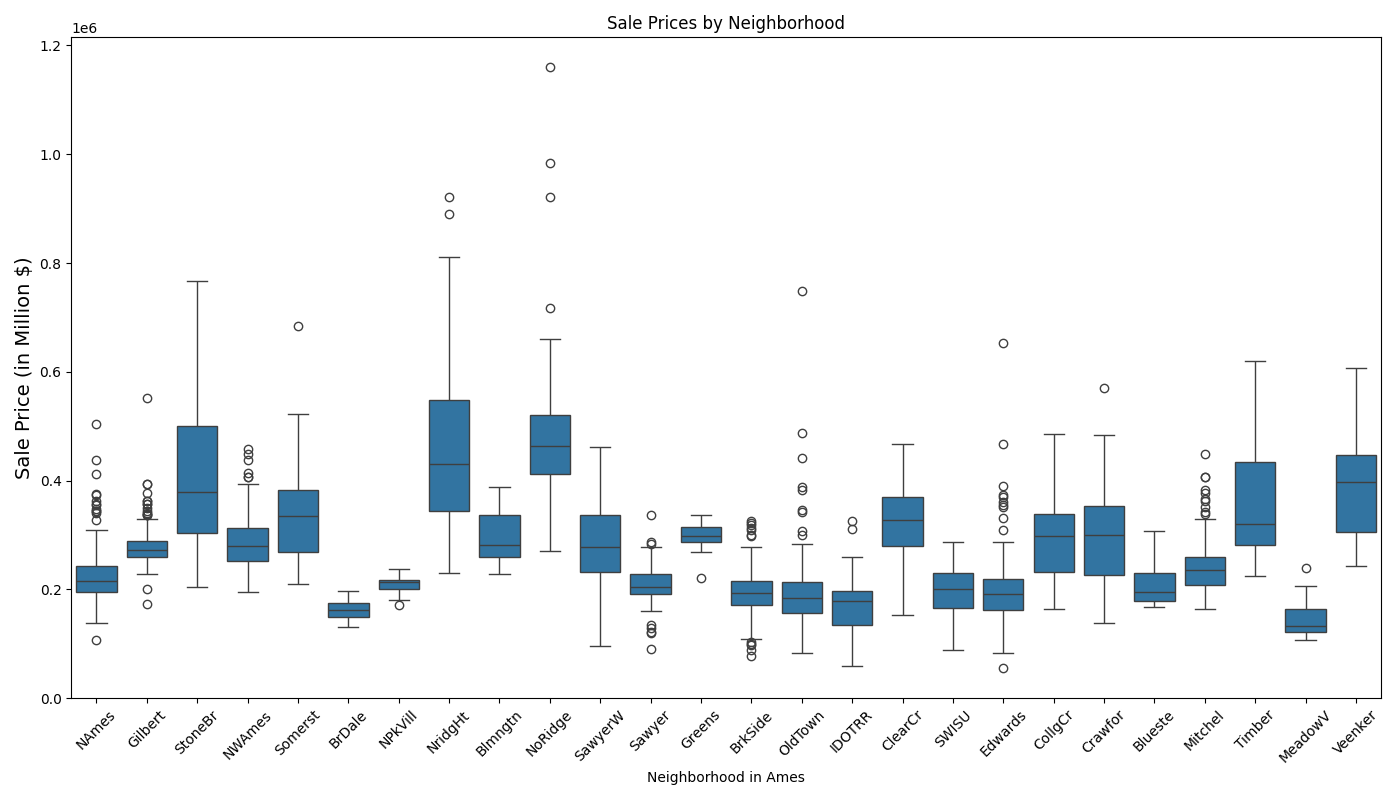 Sale Prices by Neighborhood
1e6
Sale Price (in Million $)
1.2
1.0
0.8
0.6
0.4
0.2
0.0
NAmes
Gilbert
StoneBr
NWAmes
Somerst
BrDale
NPkVill
NridgHt
Blmngtn
NoRidge
SawyerW
Sawyer
Greens
BrkSide
OldTown
IDOTRR
ClearCr
SWISU
Edwards
CollgCr
Crawfor
Blueste
Mitchel
Timber
MeadowV
Veenker
Neighborhood in Ames